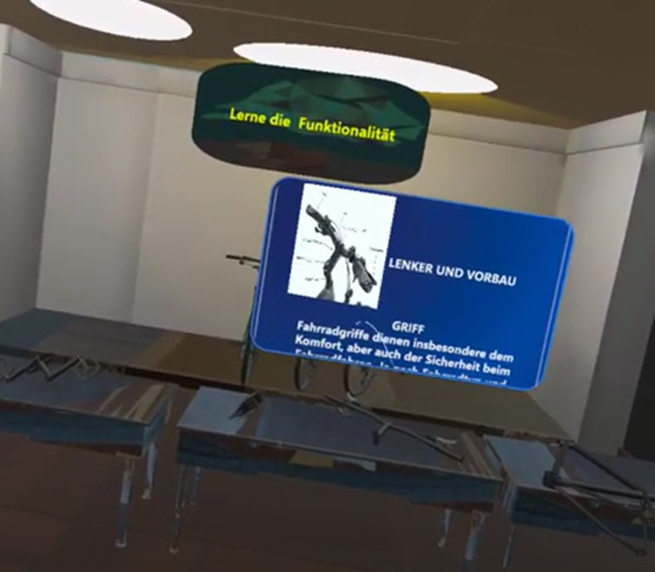 Lerne die Funktionalität
LENKER UND VORBAU
GRIFF
Fahrradgriffe dienen insbesondere dem
Komfort, aber auch der Sicherheit beim